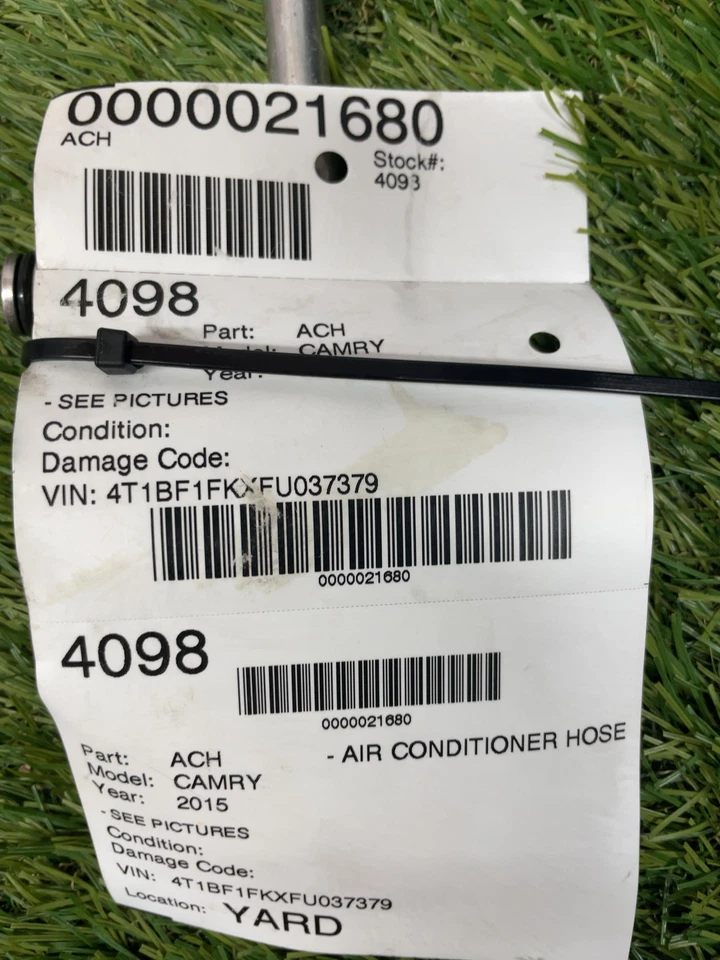 0000021680
ACH
Stock#:
4093
4098
Part: ACH
Model: CAMRY
Year:
- SEE PICTURES
Condition:
Damage Code:
VIN: 4T1BF1FKXFU037379
0000021680
4098
0000021680
Part: ACH - AIR CONDITIONER HOSE
Model: CAMRY
Year: 2015
- SEE PICTURES
Condition:
Damage Code:
VIN: 4T1BF1FKXFU037379
Location: YARD